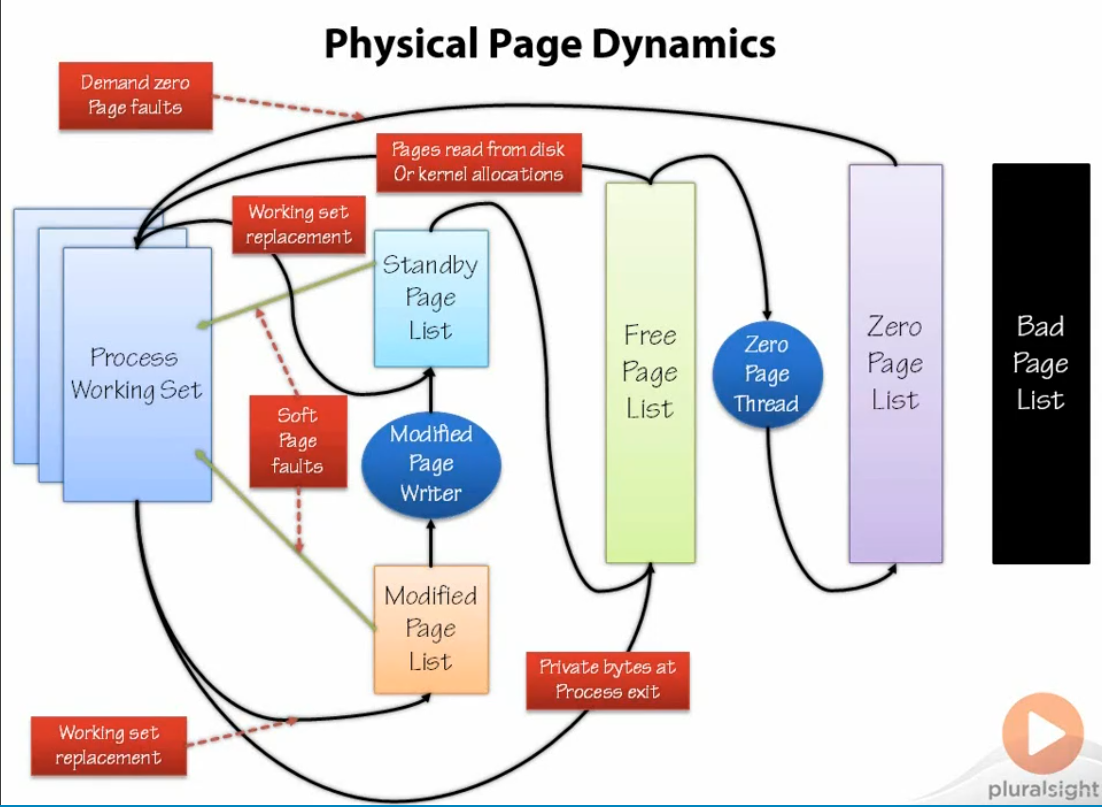 Physical Page Dynamics
Demand zero
Page faults
Pages read from disk
Or kernel allocations
Working set
replacement
Standby
Page
List
Process
Working Set
Free
Page
List
Zero
Page
Thread
Zero
Page
List
Bad
Page
List
Soft
Page
faults
Modified
Page
Writer
Modified
Page
List
Private bytes at
Process exit
Working set
replacement
pluralsight